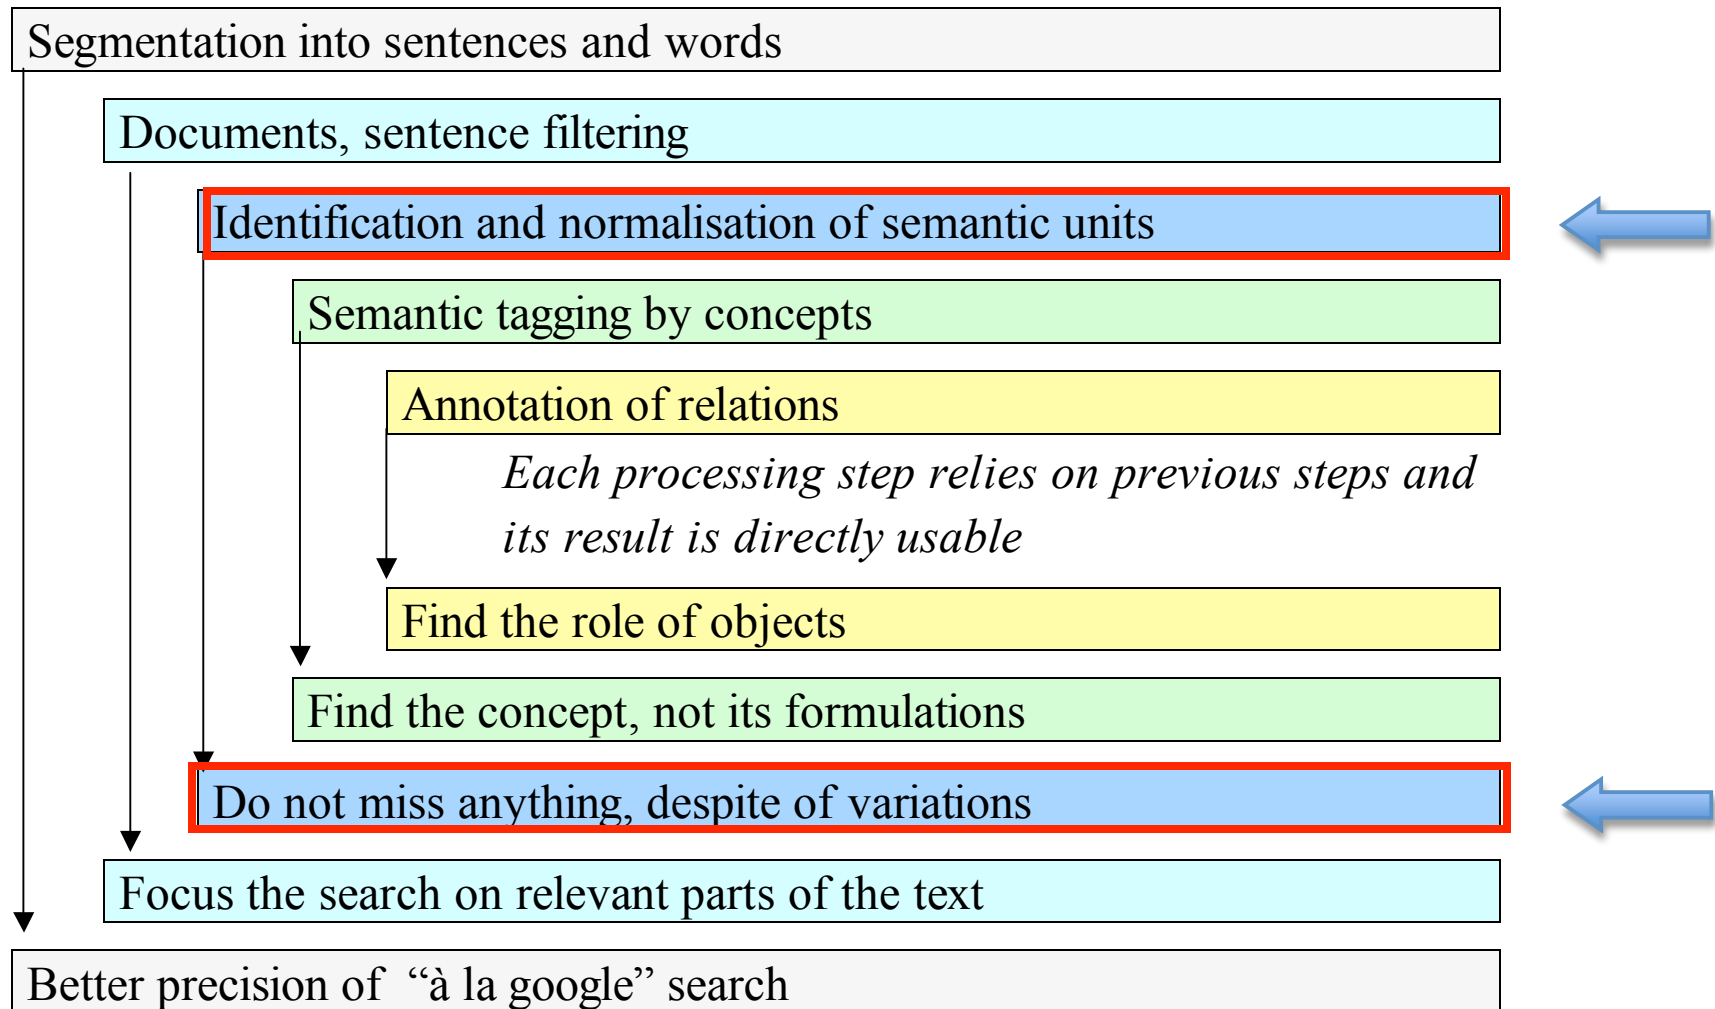 Segmentation into sentences and words
Documents, sentence filtering
Identification and normalisation of semantic units
Semantic tagging by concepts
Annotation of relations
Each processing step relies on previous steps and
its result is directly usable
Find the role of objects
Find the concept, not its formulations
Do not miss anything, despite of variations
Focus the search on relevant parts of the text
Better precision of “à la google” search